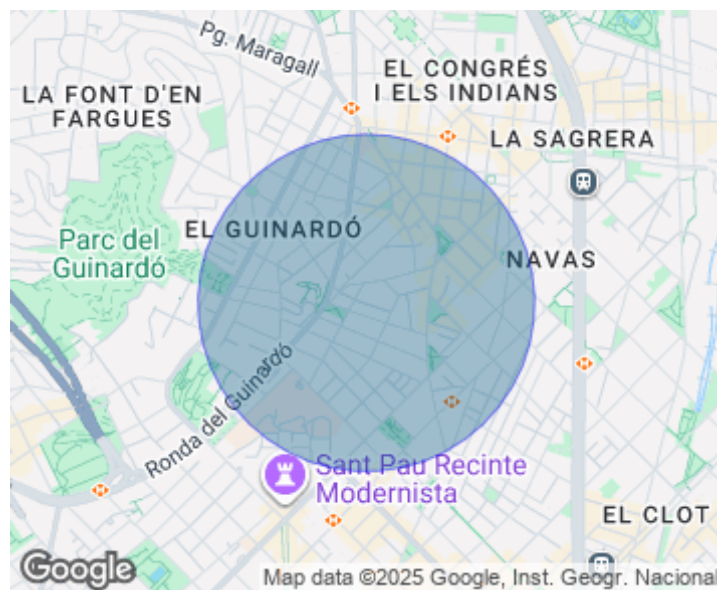 Pg. Maragall
EL CONGRÉS
I ELS INDIANS
LA FONT D'EN
FARGUES
LA SAGRERA
EL GUINARDÓ
Parc del
Guinardó
NAVAS
Ronda del Guinardó
Sant Pau Recinte
Modernista
EL CLOT
Google
Map data ©2025 Google, Inst. Geogr. Nacional